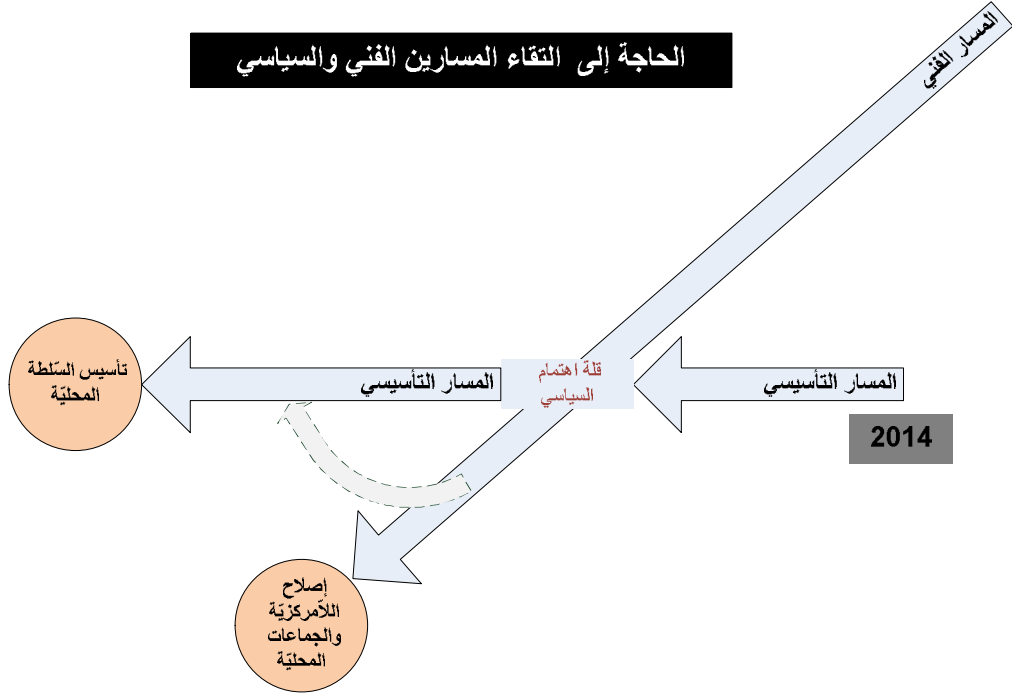 الحاجة إلى التقاء المسارين الفني والسياسي
المسار الفني
المسار التأسيسي
2014
قلة اهتمام
السياسي
المسار التأسيسي
تأسيس السّلطة
المحليّة
إصلاح
اللاّمركزيّة
والجماعات
المحليّة